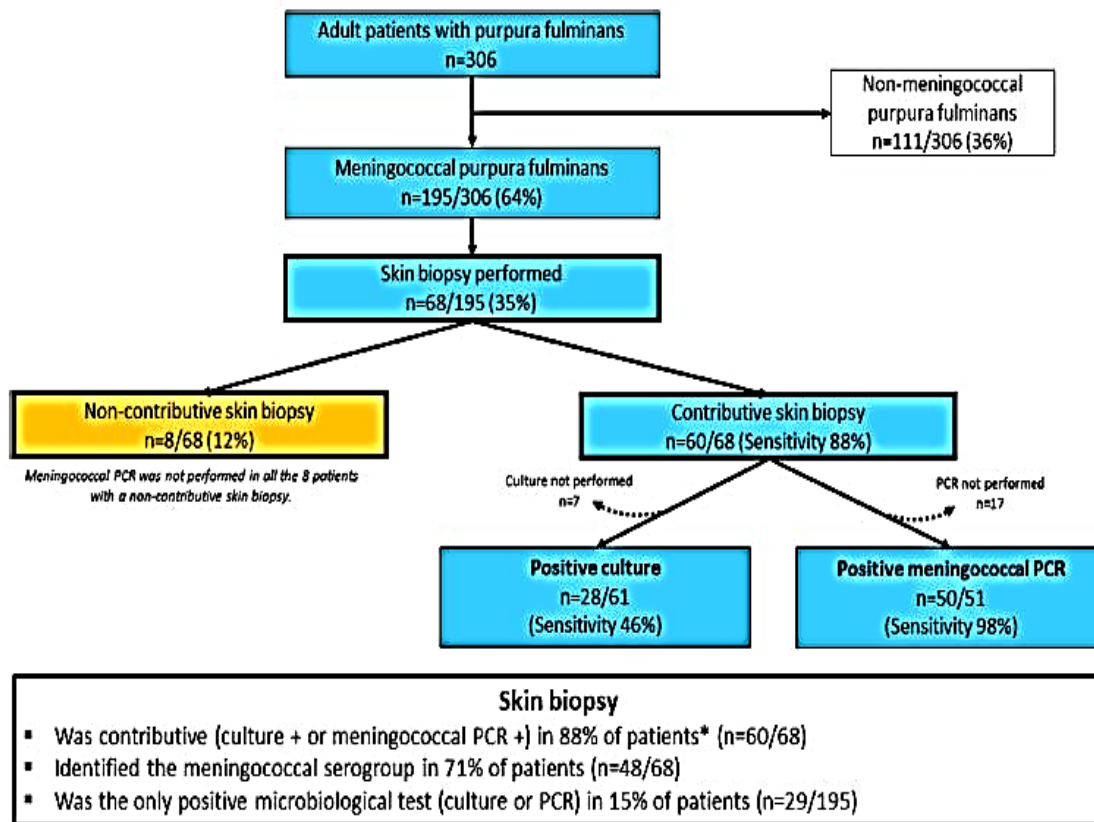 Adult patients with purpura fulminans
n=306
Non-meningococcal
purpura fulminans
n=111/306 (36%)
Meningococcal purpura fulminans
n=195/306 (64%)
Skin biopsy performed
n=68/195 (35%)
Non-contributive skin biopsy
n=8/68 (12%)
Meningococcal PCR was not performed in all the 8 patients
with a non-contributive skin biopsy.
Contributive skin biopsy
n=60/68 (Sensitivity 88%)
Culture not performed
n=7
PCR not performed
n=17
Positive culture
n=28/61
(Sensitivity 46%)
Positive meningococcal PCR
n=50/51
(Sensitivity 98%)
Skin biopsy
▪ Was contributive (culture + or meningococcal PCR +) in 88% of patients* (n=60/68)
▪ Identified the meningococcal serogroup in 71% of patients (n=48/68)
▪ Was the only positive microbiological test (culture or PCR) in 15% of patients (n=29/195)